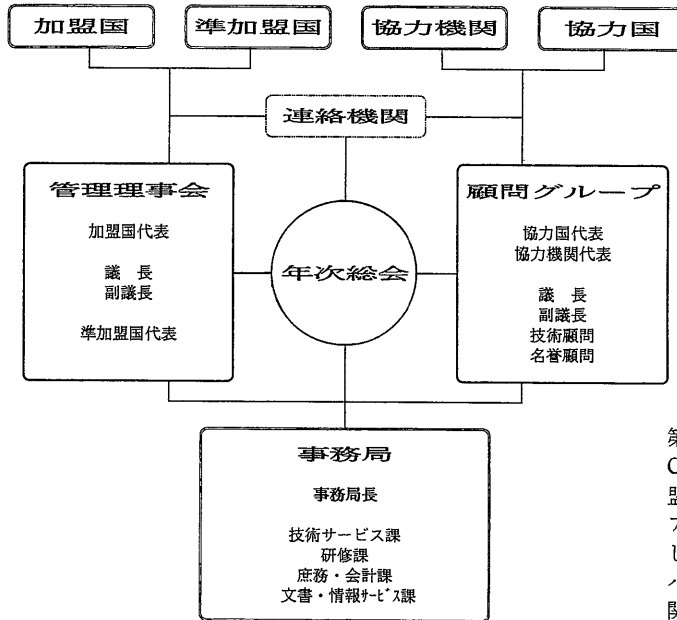 加盟国
準加盟国
協力機関
協力国
連絡機関
管理理事会
加盟国代表
議　長
副議長
準加盟国代表
年次総会
顧問グループ
協力国代表
協力機関代表
議　長
副議長
技術顧問
名誉顧問
事務局
事務局長
技術サービス課
研修課
庶務・会計課
文書・情報ｻｰﾋﾞｽ課
第
盟
関